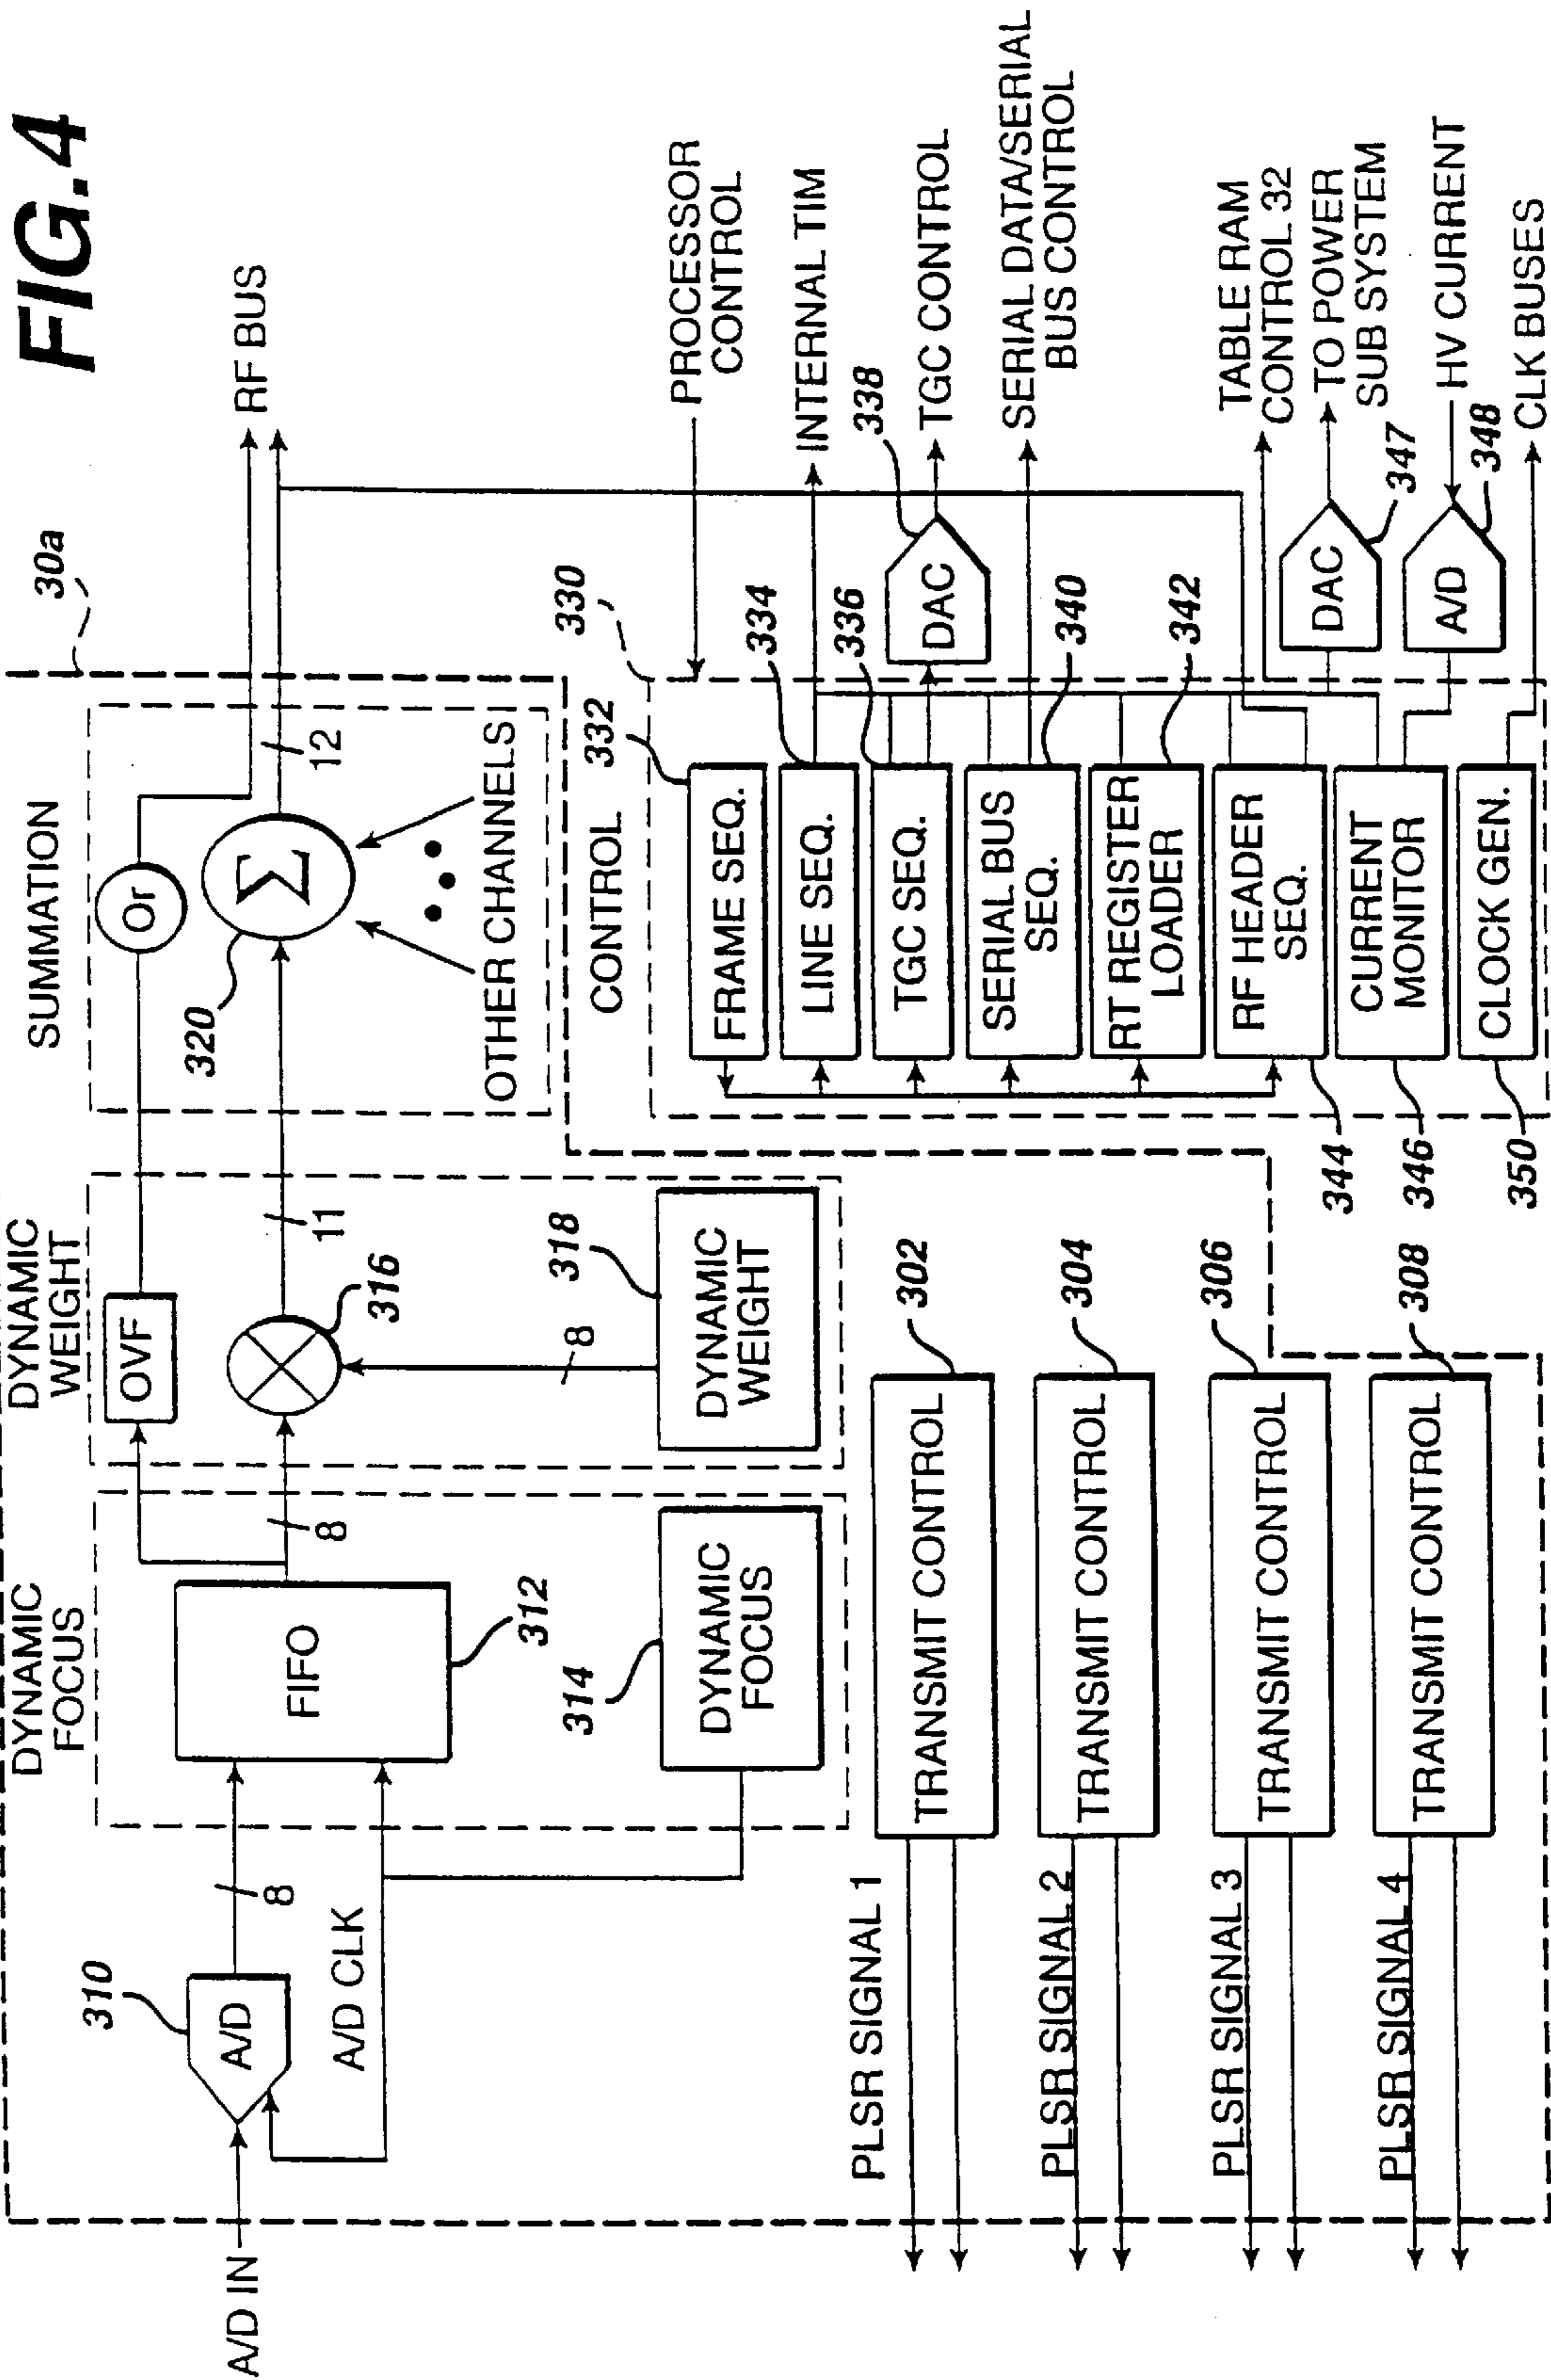 FIG.4
A/D IN
310
A/D
8
A/D CLK
DYNAMIC
FOCUS
FIFO
312
8
314
DYNAMIC
FOCUS
DYNAMIC
WEIGHT
OVF
316
11
8
318
DYNAMIC
WEIGHT
SUMMATION
Or
320
Σ
12
OTHER CHANNELS
30a
RF BUS
PLSR SIGNAL 1
TRANSMIT CONTROL
302
PLSR SIGNAL 2
TRANSMIT CONTROL
304
PLSR SIGNAL 3
TRANSMIT CONTROL
306
PLSR SIGNAL 4
TRANSMIT CONTROL
308
CONTROL
330
332
FRAME SEQ.
334
LINE SEQ.
336
TGC SEQ.
SERIAL BUS
SEQ.
340
RT REGISTER
LOADER
342
RF HEADER
SEQ.
344
CURRENT
MONITOR
346
CLOCK GEN.
350
PROCESSOR
CONTROL
INTERNAL TIM
DAC
338
TGC CONTROL
SERIAL DATA/SERIAL
BUS CONTROL
TABLE RAM
CONTROL 32
DAC
347
TO POWER
SUB SYSTEM
A/D
348
HV CURRENT
CLK BUSES